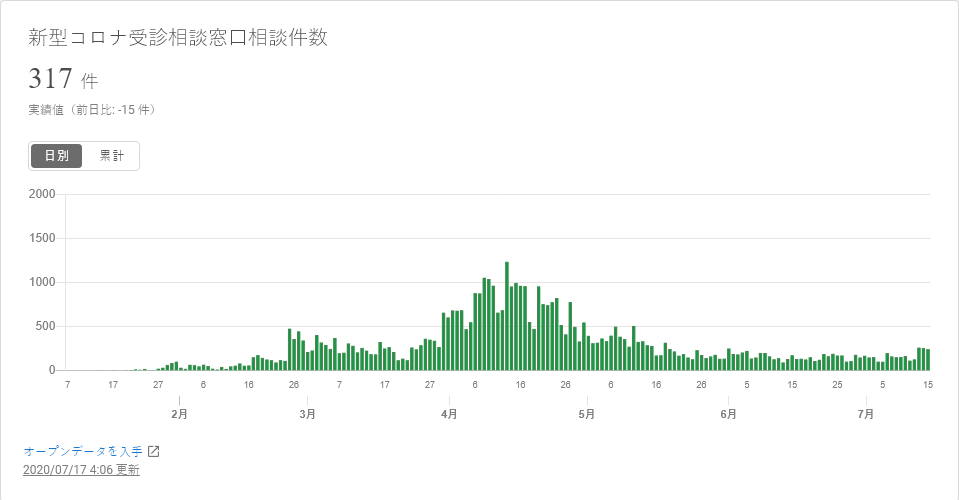 新型コロナ受診相談窓口相談件数
317 件
実績値（前日比: -15 件）
日別 累計
2000
1500
1000
500
0
7 17 27 6 16 26 7 17 27 6 16 26 6 16 26 5 15 25 5 15
2月 3月 4月 5月 6月 7月
オープンデータを入手
2020/07/17 4:06 更新